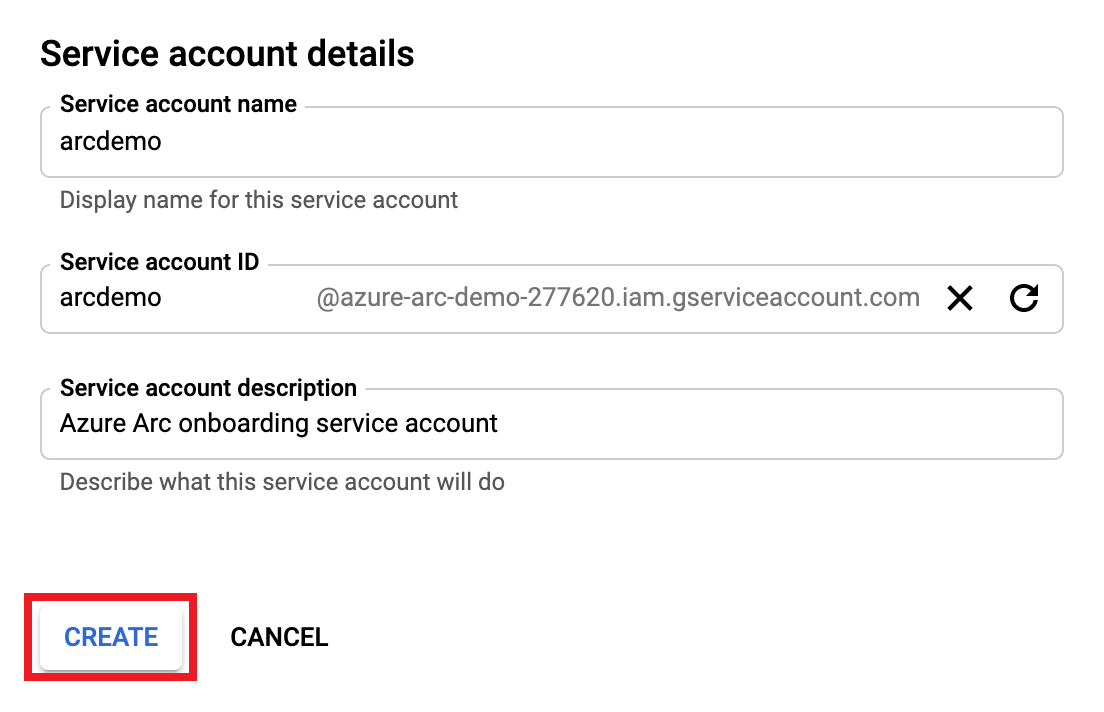 Service account details
Service account name
arcdemo
Display name for this service account
Service account ID
arcdemo @azure-arc-demo-277620.iam.gserviceaccount.com
Service account description
Azure Arc onboarding service account
Describe what this service account will do
CREATE CANCEL